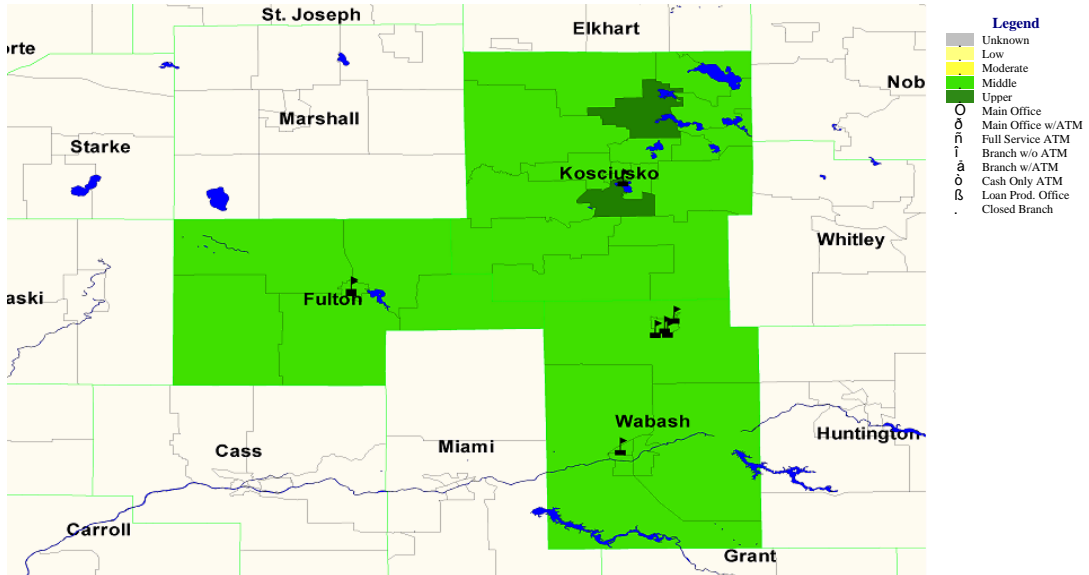 St. Joseph
Elkhart
orte
Nob
Marshall
Starke
Kosciusko
Whitley
aski
Fulton
Wabash
Huntington
Cass
Miami
Carroll
Grant
Legend
Unknown
Low
Moderate
Middle
Upper
O Main Office
ð Main Office w/ATM
ñ Full Service ATM
î Branch w/o ATM
â Branch w/ATM
ò Cash Only ATM
ß Loan Prod. Office
. Closed Branch